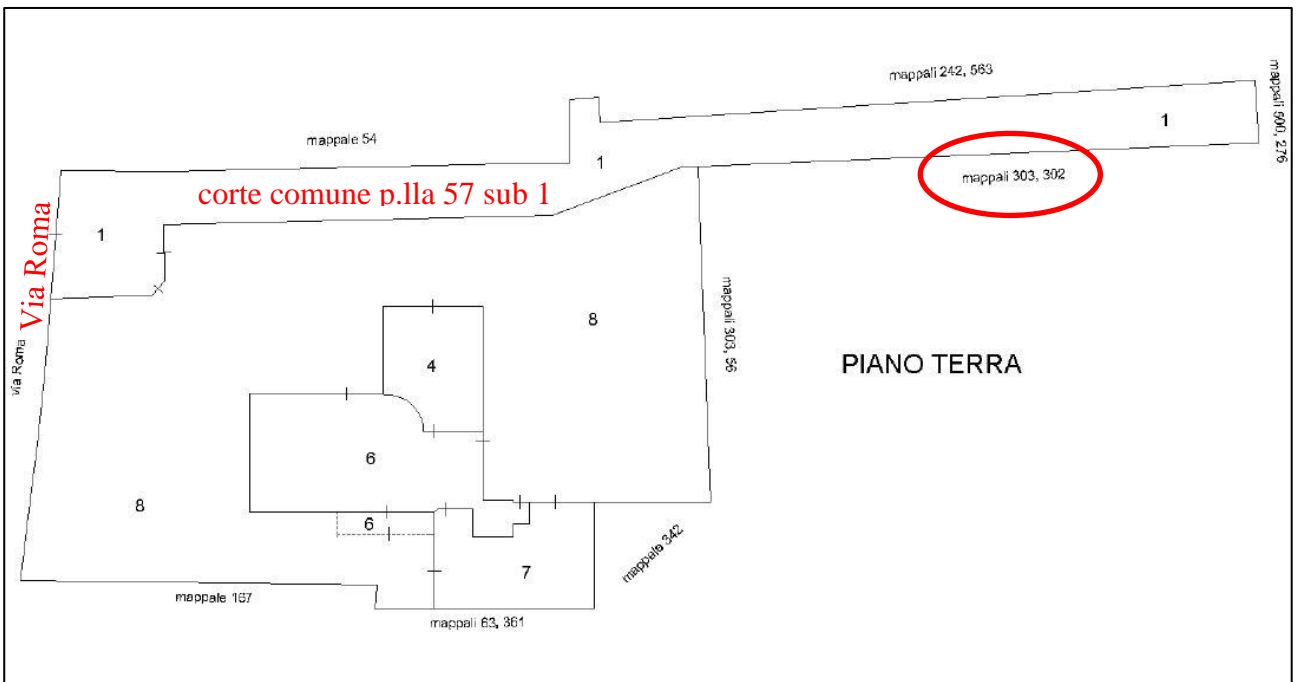 mappali 242, 563
mappali 500, 276
mappale 54
1
1
mappali 303, 302
corte comune p.lla 57 sub 1
1
Via Roma
via Roma
8
mappali 303, 56
4
PIANO TERRA
6
8
6
7
mappale 342
mappale 167
mappali 63, 361